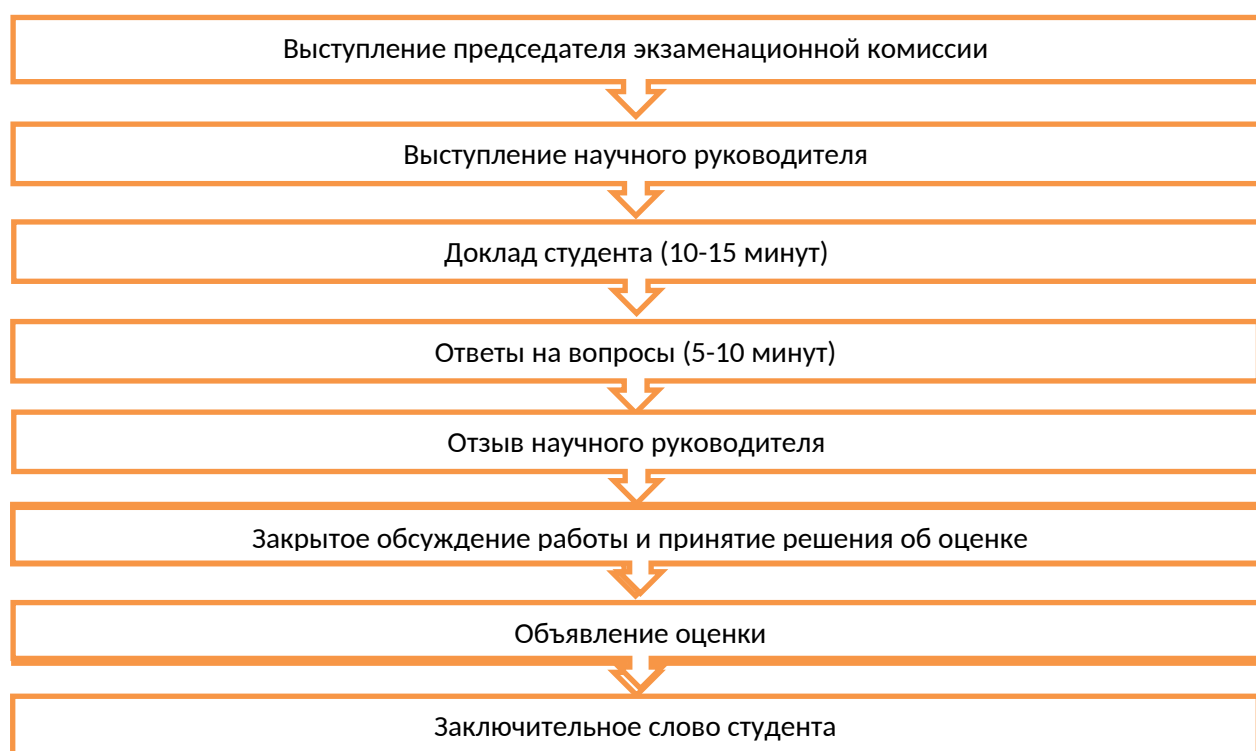 Выступление председателя экзаменационной комиссии
Выступление научного руководителя
Доклад студента (10-15 минут)
Ответы на вопросы (5-10 минут)
Отзыв научного руководителя
Закрытое обсуждение работы и принятие решения об оценке
Объявление оценки
Заключительное слово студента